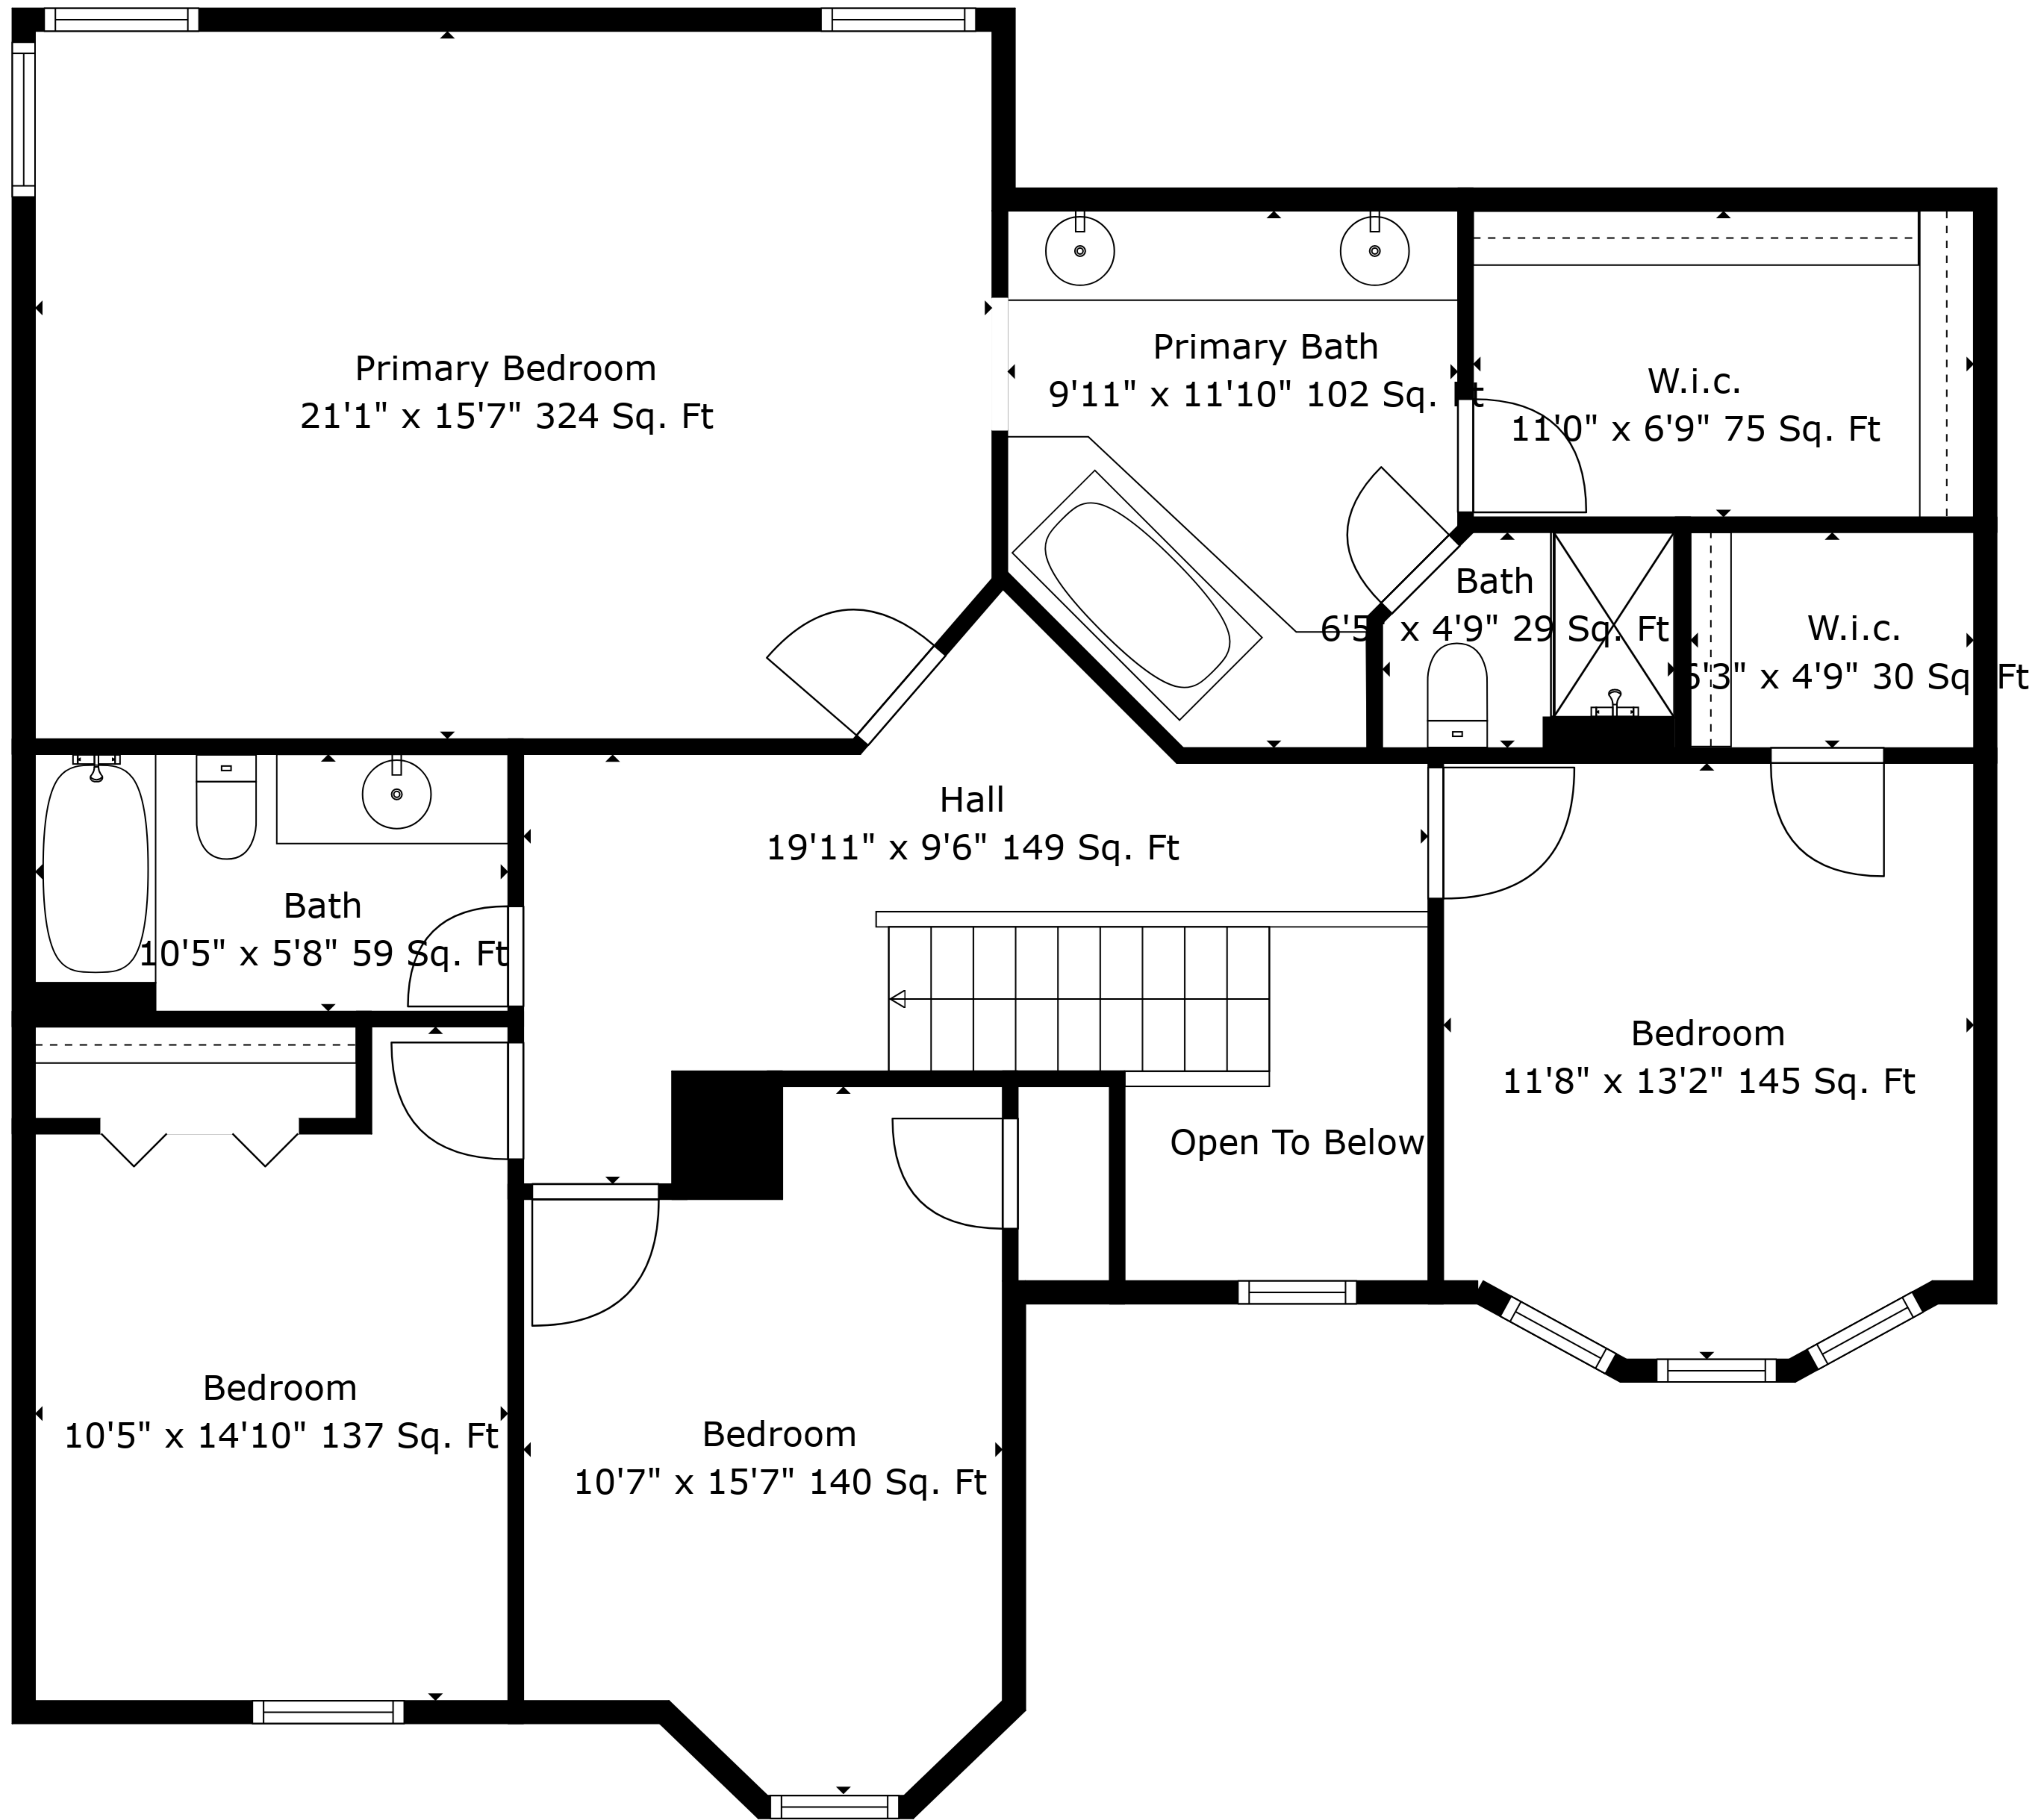 Primary Bedroom
21'1" x 15'7" 324 Sq. Ft
Primary Bath
9'11" x 11'10" 102 Sq. Ft
W.i.c.
11'0" x 6'9" 75 Sq. Ft
Bath
6'5" x 4'9" 29 Sq. Ft
W.i.c.
6'3" x 4'9" 30 Sq. Ft
Hall
19'11" x 9'6" 149 Sq. Ft
Bath
10'5" x 5'8" 59 Sq. Ft
Bedroom
11'8" x 13'2" 145 Sq. Ft
Open To Below
Bedroom
10'5" x 14'10" 137 Sq. Ft
Bedroom
10'7" x 15'7" 140 Sq. Ft